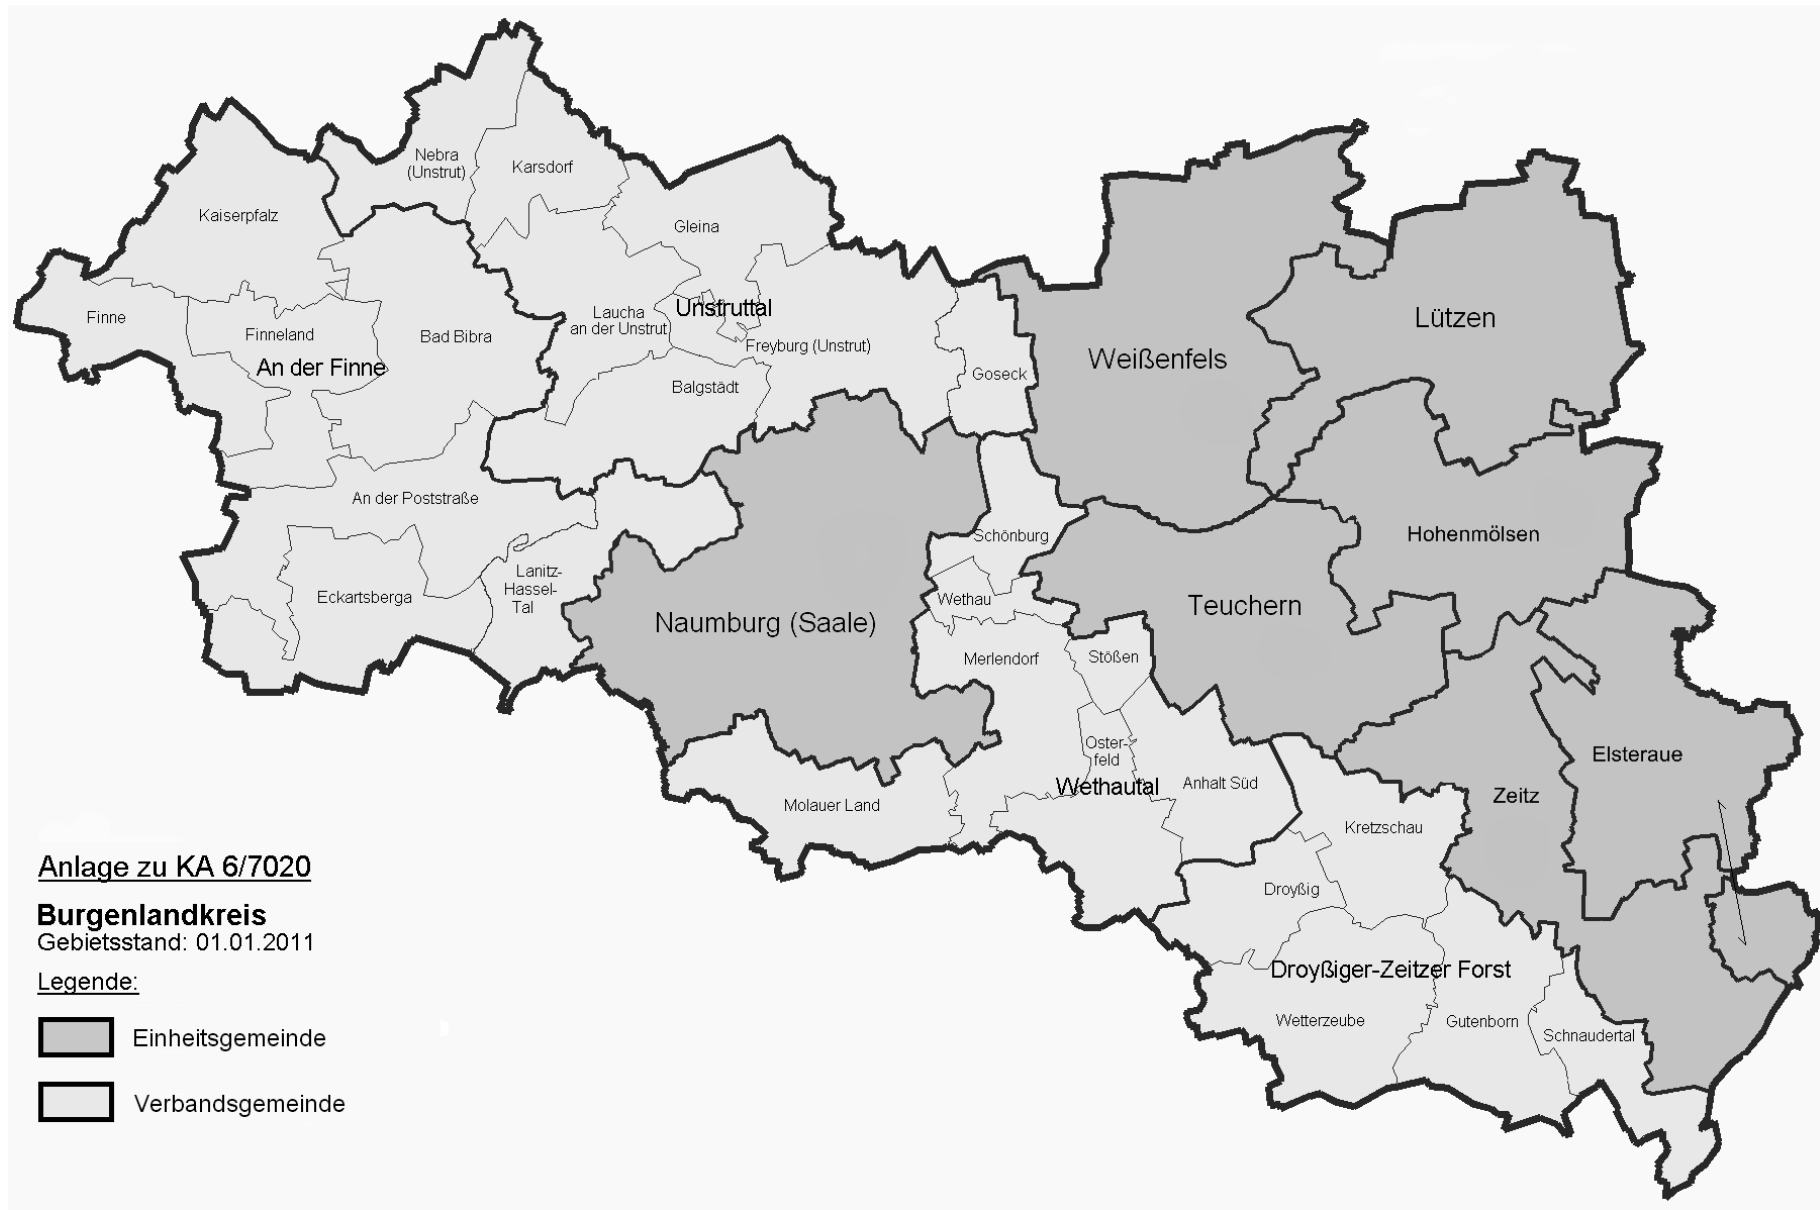 Nebra
(Unstrut)
Karsdorf
Kaiserpfalz
Gleina
Finne
Finneland
An der Finne
Bad Bibra
Laucha
an der Unstrut
Unstruttal
Freyburg (Unstrut)
Balgstädt
Goseck
Weißenfels
Lützen
An der Poststraße
Schönburg
Hohenmölsen
Lanitz-
Hassel-
Tal
Eckartsberga
Wethau
Naumburg (Saale)
Teuchern
Merlendorf
Stößen
Oster-
feld
Wethautal
Anhalt Süd
Elsteraue
Zeitz
Molauer Land
Kretzschau
Droyßig
Droyßiger-Zeitzer Forst
Wetterzeube
Gutenborn
Schnaudertal
Anlage zu KA 6/7020
Burgenlandkreis
Gebietsstand: 01.01.2011
Legende:
Einheitsgemeinde
Verbandsgemeinde